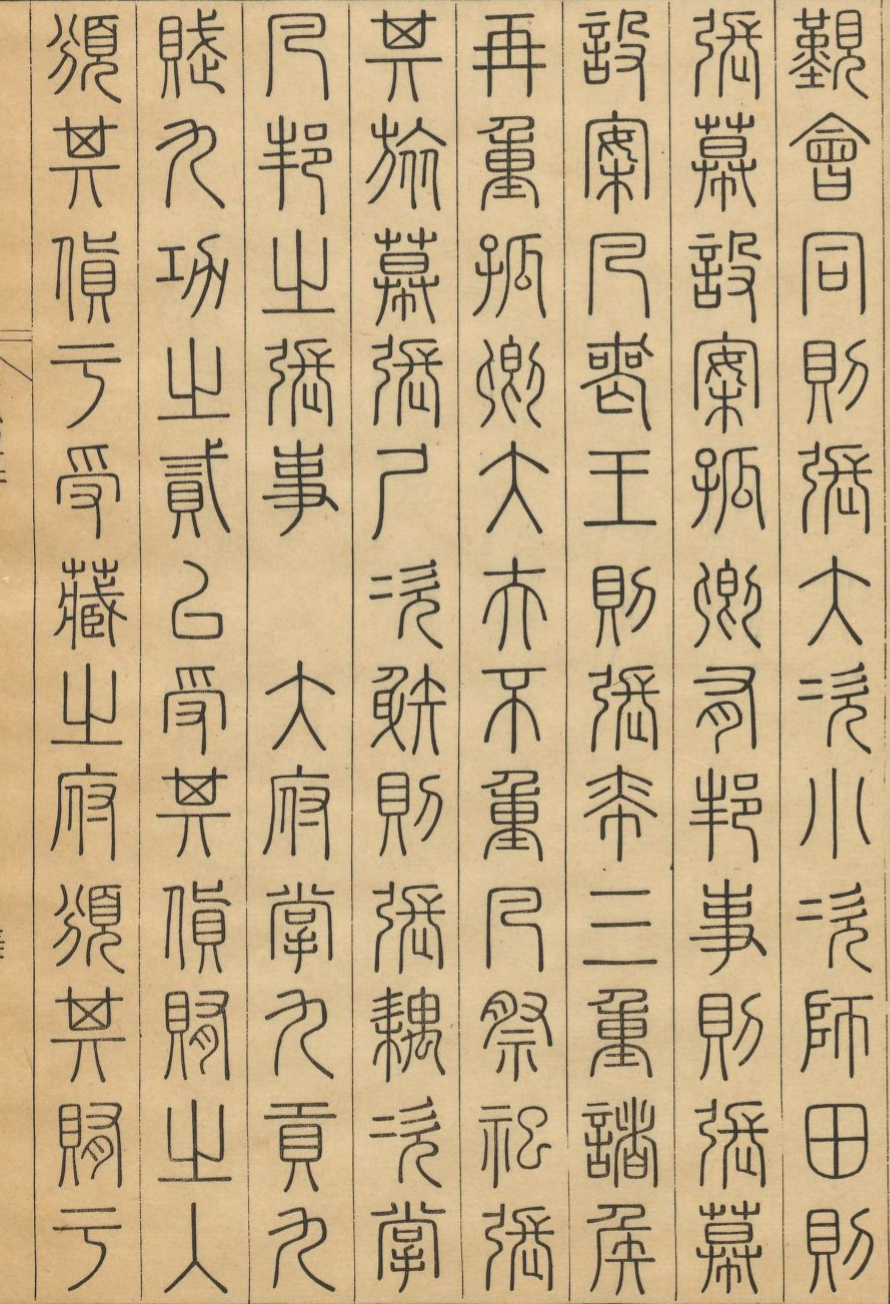 覲會同則張大次小次師田則
張幕設案孤卿有邦事則張幕
設案凡喪王則張帟三重諸侯
再重孤卿大夫不重凡祭祀張
其旅幕張尸次射則張耦次掌
凡邦之張事　大府掌九貢九
賦九功之貳以受其貨賄之入
頒其貨于受藏之府頒其賄于